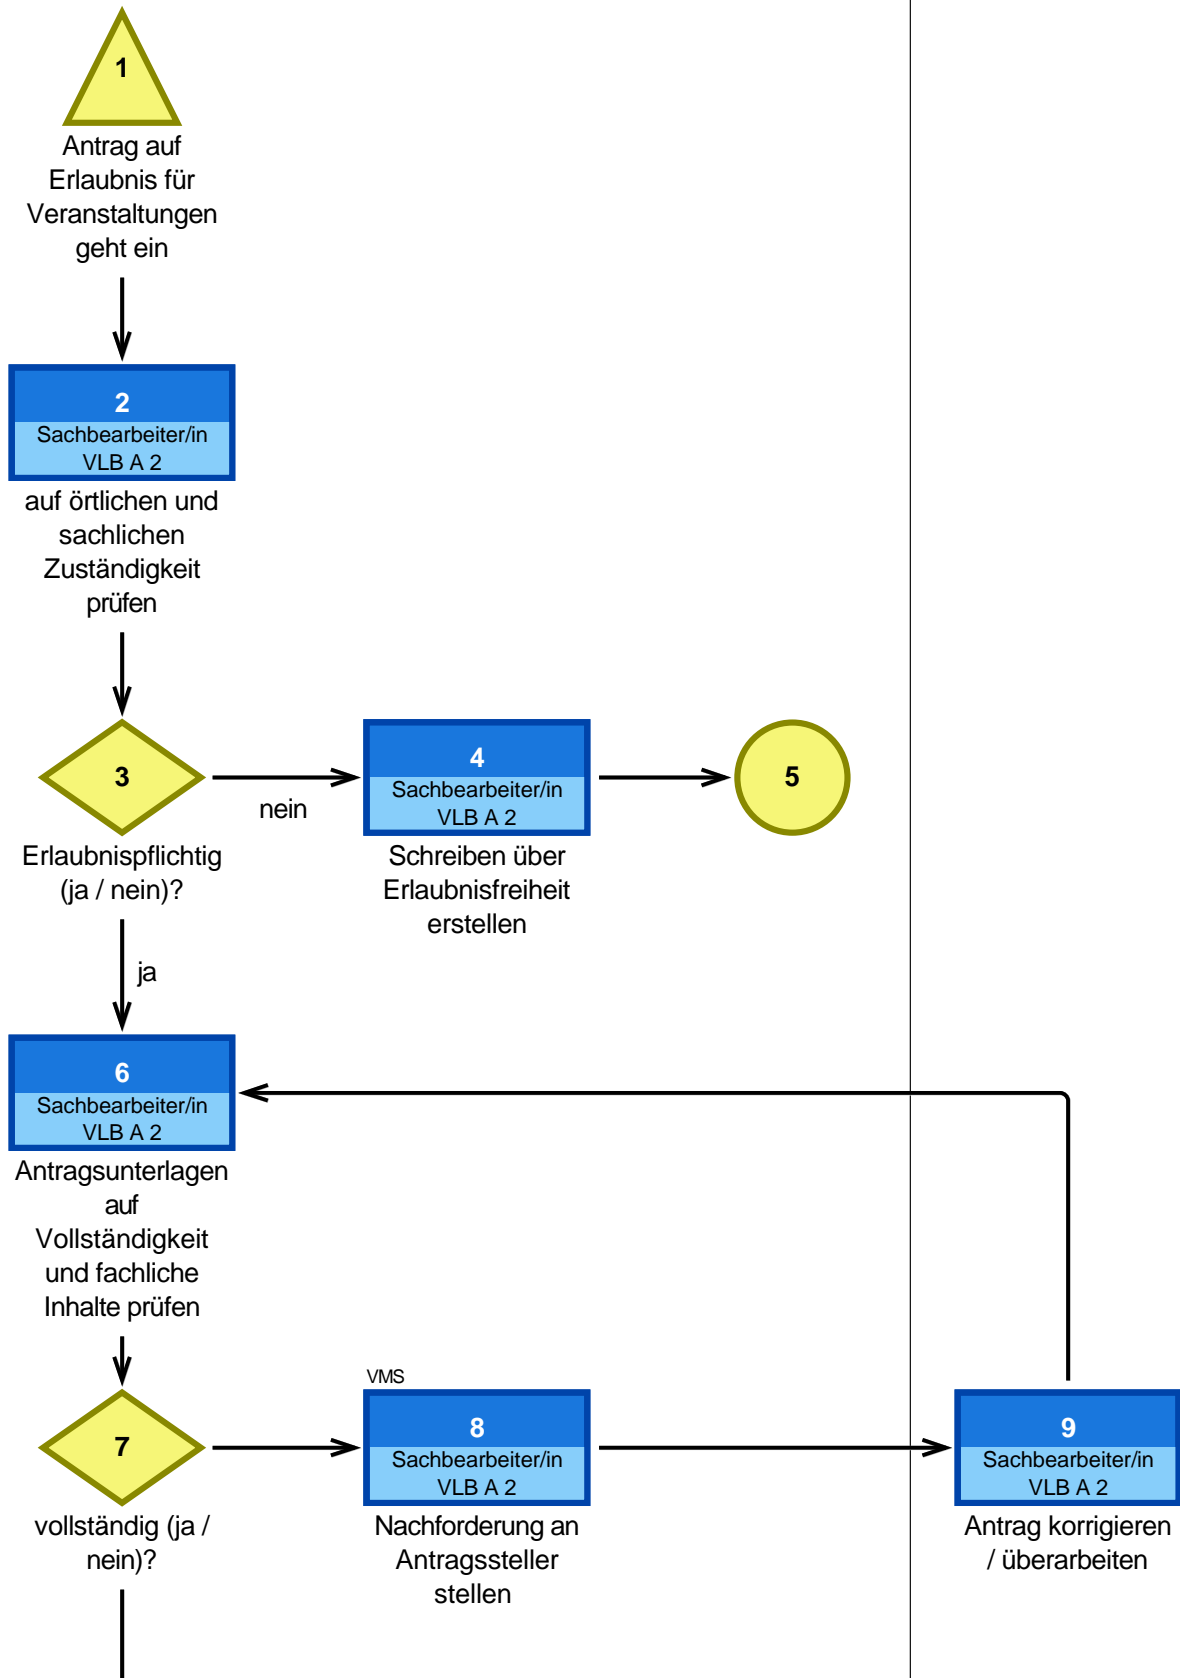 1
Antrag auf
Erlaubnis für
Veranstaltungen
geht ein
2
Sachbearbeiter/in
VLB A 2
auf örtlichen und
sachlichen
Zuständigkeit
prüfen
3
Erlaubnispflichtig
(ja / nein)?
nein
4
Sachbearbeiter/in
VLB A 2
Schreiben über
Erlaubnisfreiheit
erstellen
5
ja
6
Sachbearbeiter/in
VLB A 2
Antragsunterlagen
auf
Vollständigkeit
und fachliche
Inhalte prüfen
7
vollständig (ja /
nein)?
VMS
8
Sachbearbeiter/in
VLB A 2
Nachforderung an
Antragssteller
stellen
9
Sachbearbeiter/in
VLB A 2
Antrag korrigieren
/ überarbeiten